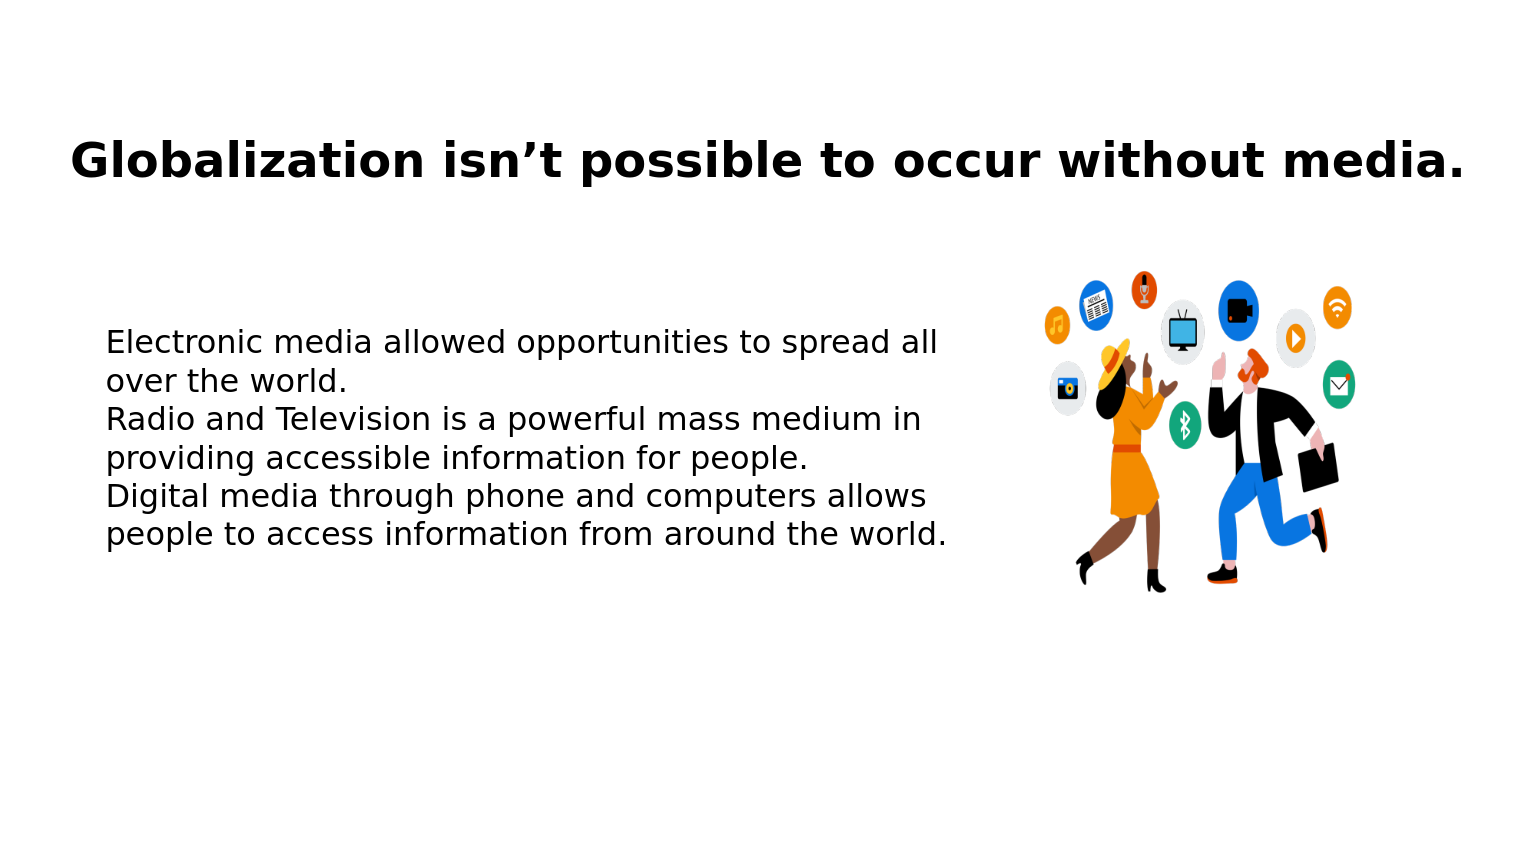 Globalization isn’t possible to occur without media.
Electronic media allowed opportunities to spread all
over the world.
Radio and Television is a powerful mass medium in
providing accessible information for people.
Digital media through phone and computers allows
people to access information from around the world.
NEWS